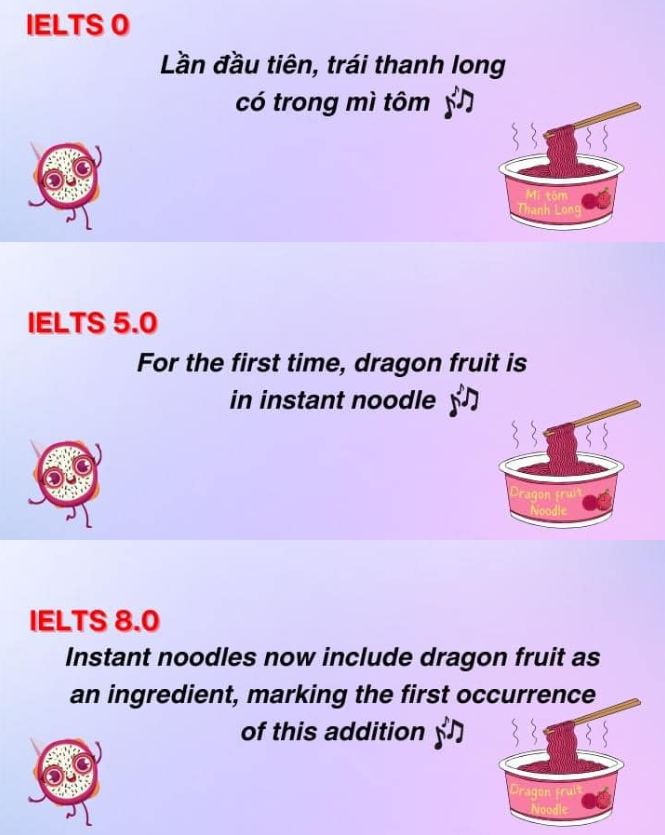 IELTS 0
Lần đầu tiên, trái thanh long
có trong mì tôm
Mì tôm
Thanh Long
IELTS 5.0
For the first time, dragon fruit is
in instant noodle
Dragon fruit
Noodle
IELTS 8.0
Instant noodles now include dragon fruit as
an ingredient, marking the first occurrence
of this addition
Dragon fruit
Noodle